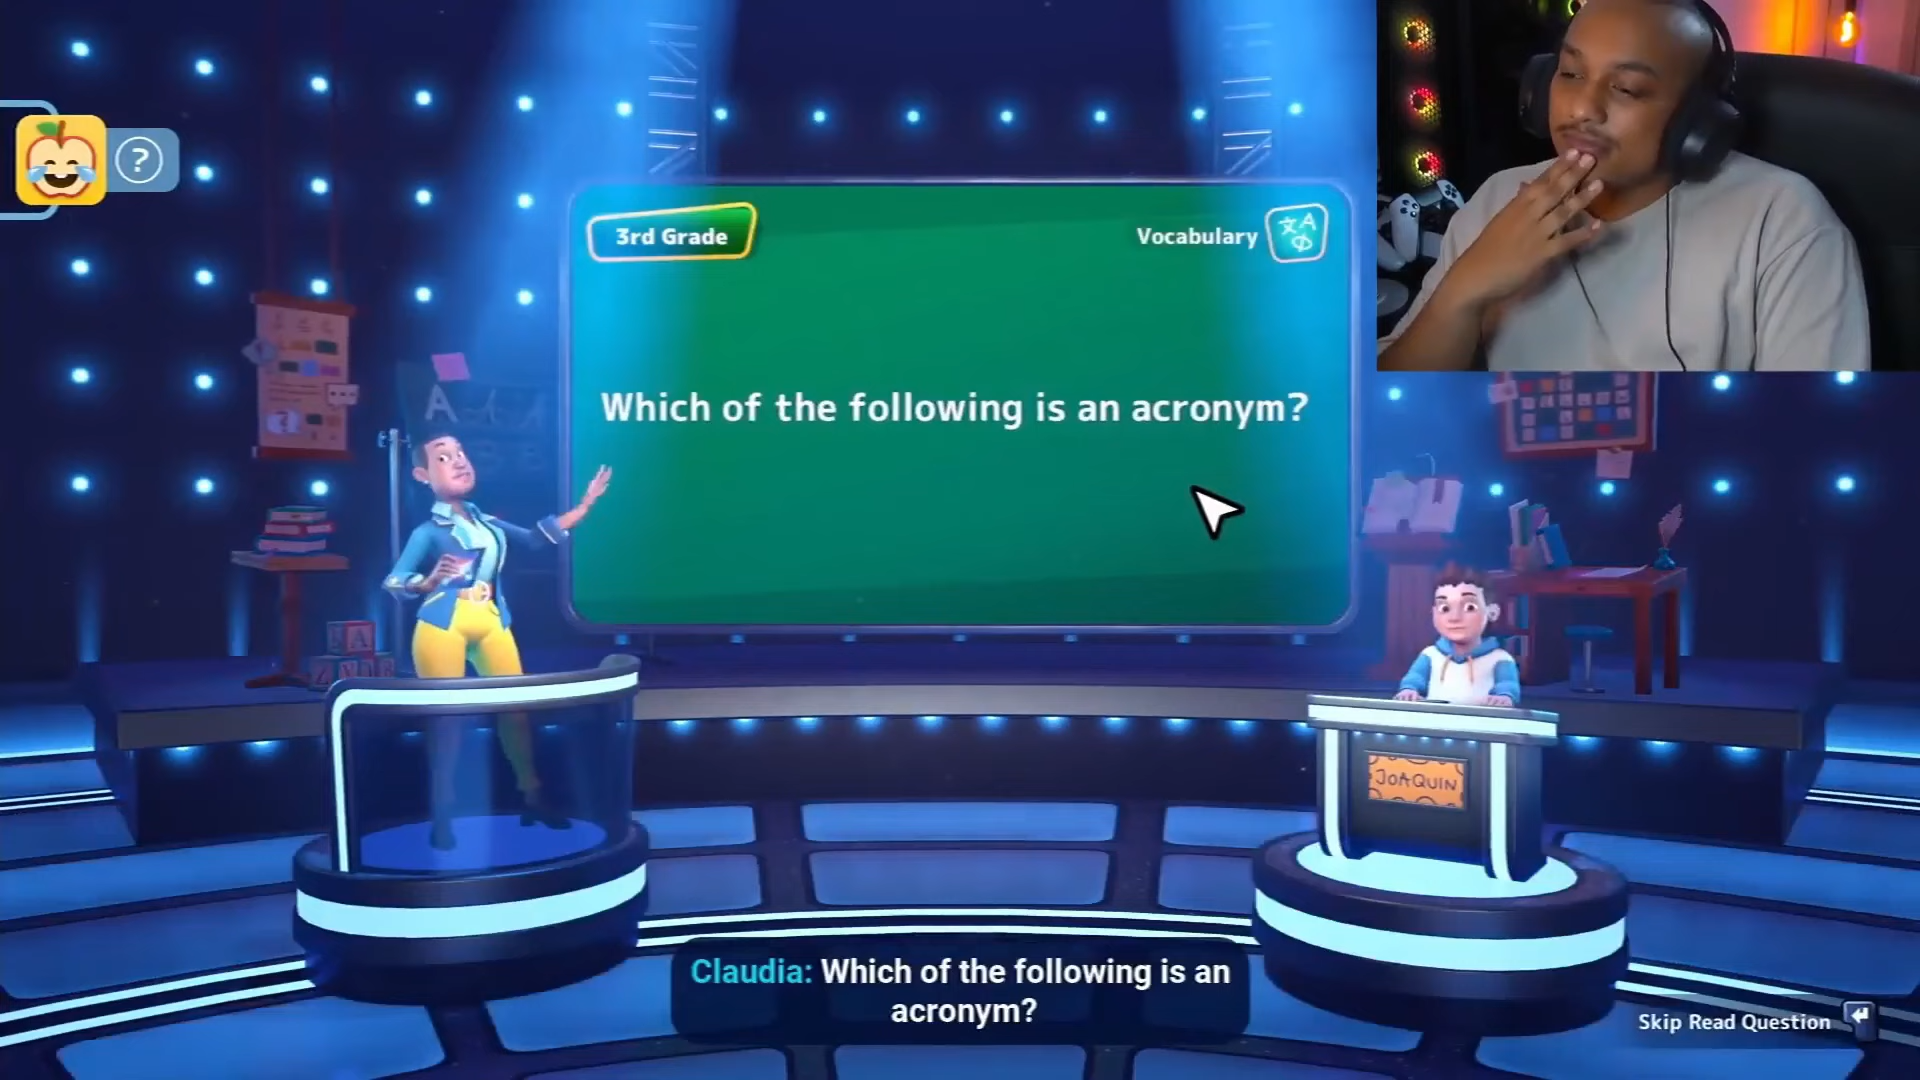 3rd Grade
Vocabulary
Which of the following is an acronym?
JOAQUIN
Claudia: Which of the following is an
acronym?
Skip Read Question